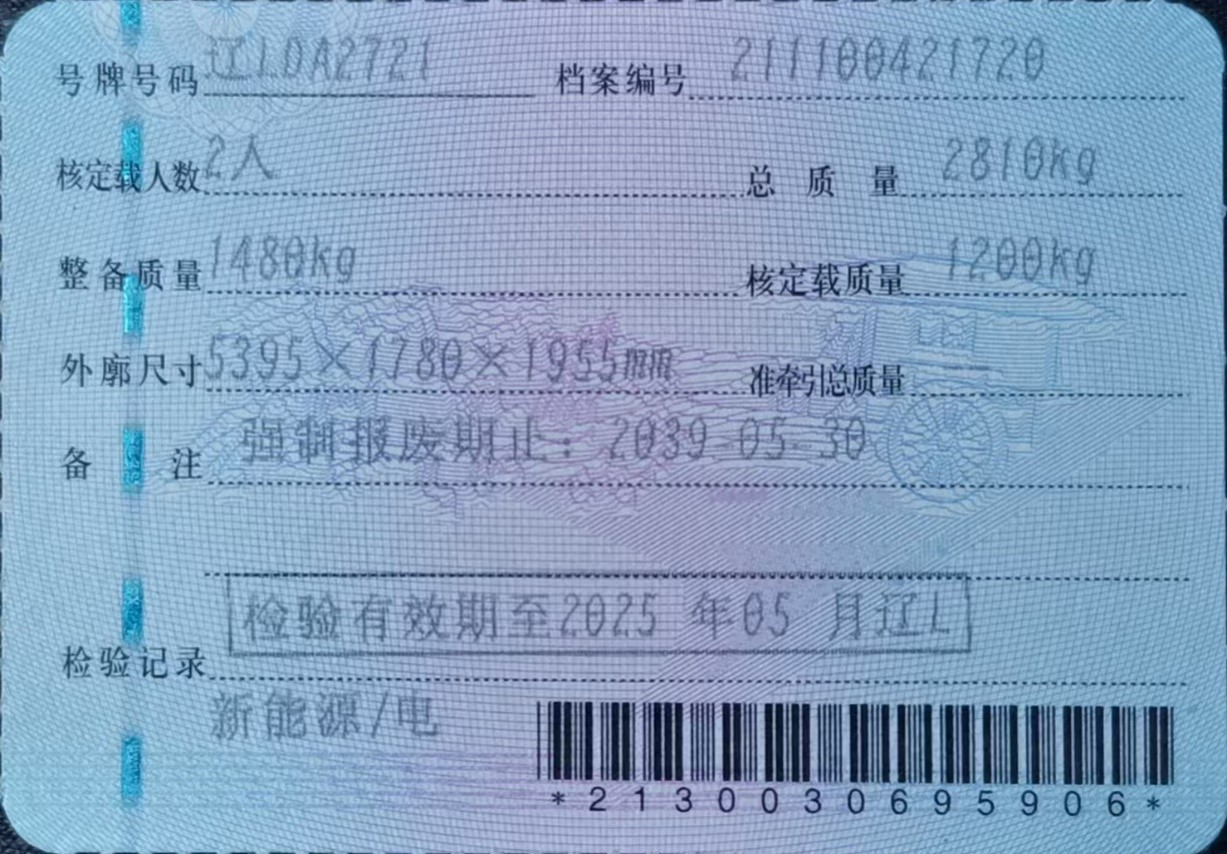 号牌号码 辽LDA2721 档案编号 211100421720
核定载人数 2人 总质量 2810kg
整备质量 1480kg 核定载质量 1200kg
外廓尺寸 5395×1780×1955mm 准牵引总质量
备注 强制报废期止：2039-05-30
检验有效期至2025 年05 月辽L
检验记录
新能源/电
*2130030695906*